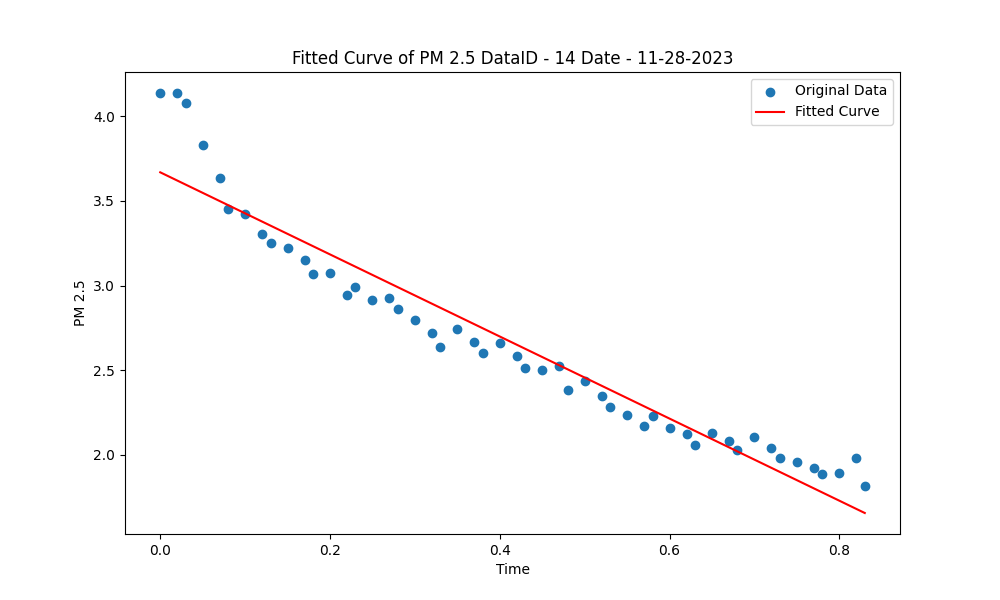 Fitted Curve of PM 2.5 DataID - 14 Date - 11-28-2023
Original Data
Fitted Curve
4.0
3.5
3.0
2.5
2.0
PM 2.5
0.0 0.2 0.4 0.6 0.8
Time